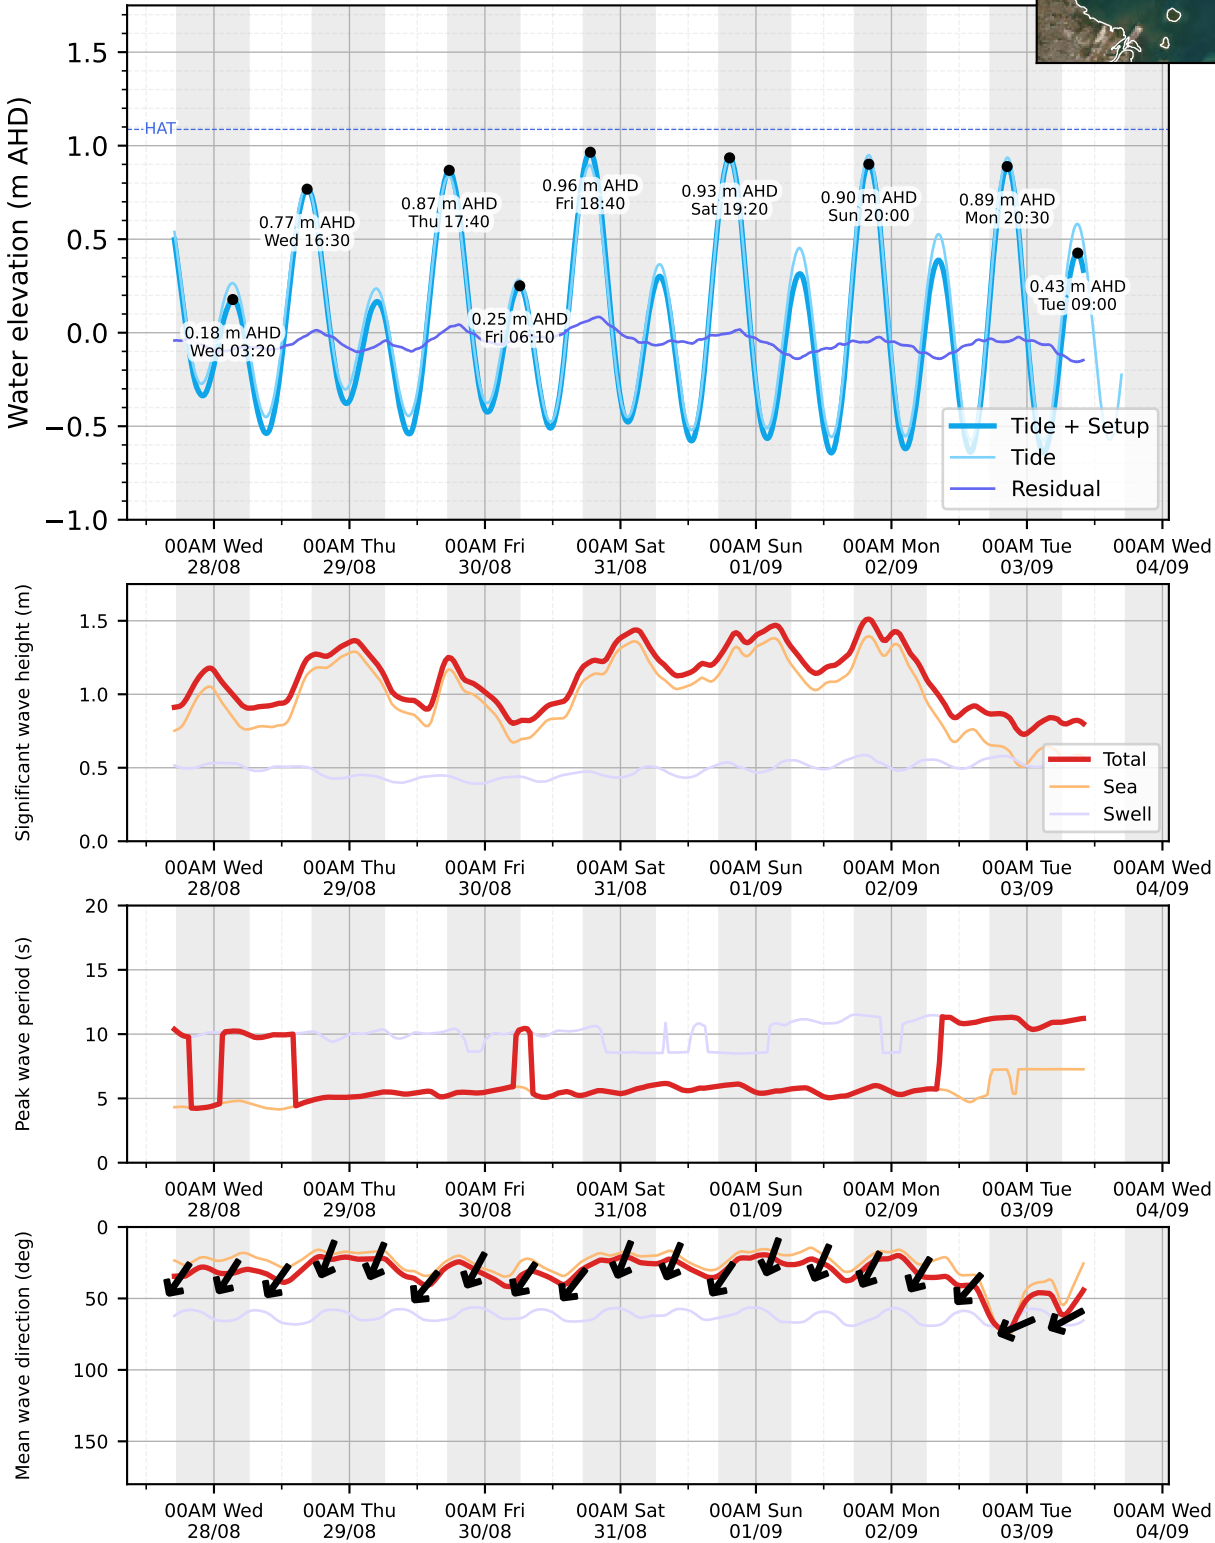 Water elevation (m AHD)
1.5
1.0
0.5
0.0
−0.5
−1.0
HAT
0.18 m AHD
Wed 03:20
0.77 m AHD
Wed 16:30
0.87 m AHD
Thu 17:40
0.25 m AHD
Fri 06:10
0.96 m AHD
Fri 18:40
0.93 m AHD
Sat 19:20
0.90 m AHD
Sun 20:00
0.89 m AHD
Mon 20:30
0.43 m AHD
Tue 09:00
Tide + Setup
Tide
Residual
00AM Wed 00AM Thu 00AM Fri 00AM Sat 00AM Sun 00AM Mon 00AM Tue 00AM Wed
28/08 29/08 30/08 31/08 01/09 02/09 03/09 04/09
Significant wave height (m)
1.5
1.0
0.5
0.0
Total
Sea
Swell
00AM Wed 00AM Thu 00AM Fri 00AM Sat 00AM Sun 00AM Mon 00AM Tue 00AM Wed
28/08 29/08 30/08 31/08 01/09 02/09 03/09 04/09
Peak wave period (s)
20
15
10
5
0
00AM Wed 00AM Thu 00AM Fri 00AM Sat 00AM Sun 00AM Mon 00AM Tue 00AM Wed
28/08 29/08 30/08 31/08 01/09 02/09 03/09 04/09
Mean wave direction (deg)
0
50
100
150
00AM Wed 00AM Thu 00AM Fri 00AM Sat 00AM Sun 00AM Mon 00AM Tue 00AM Wed
28/08 29/08 30/08 31/08 01/09 02/09 03/09 04/09